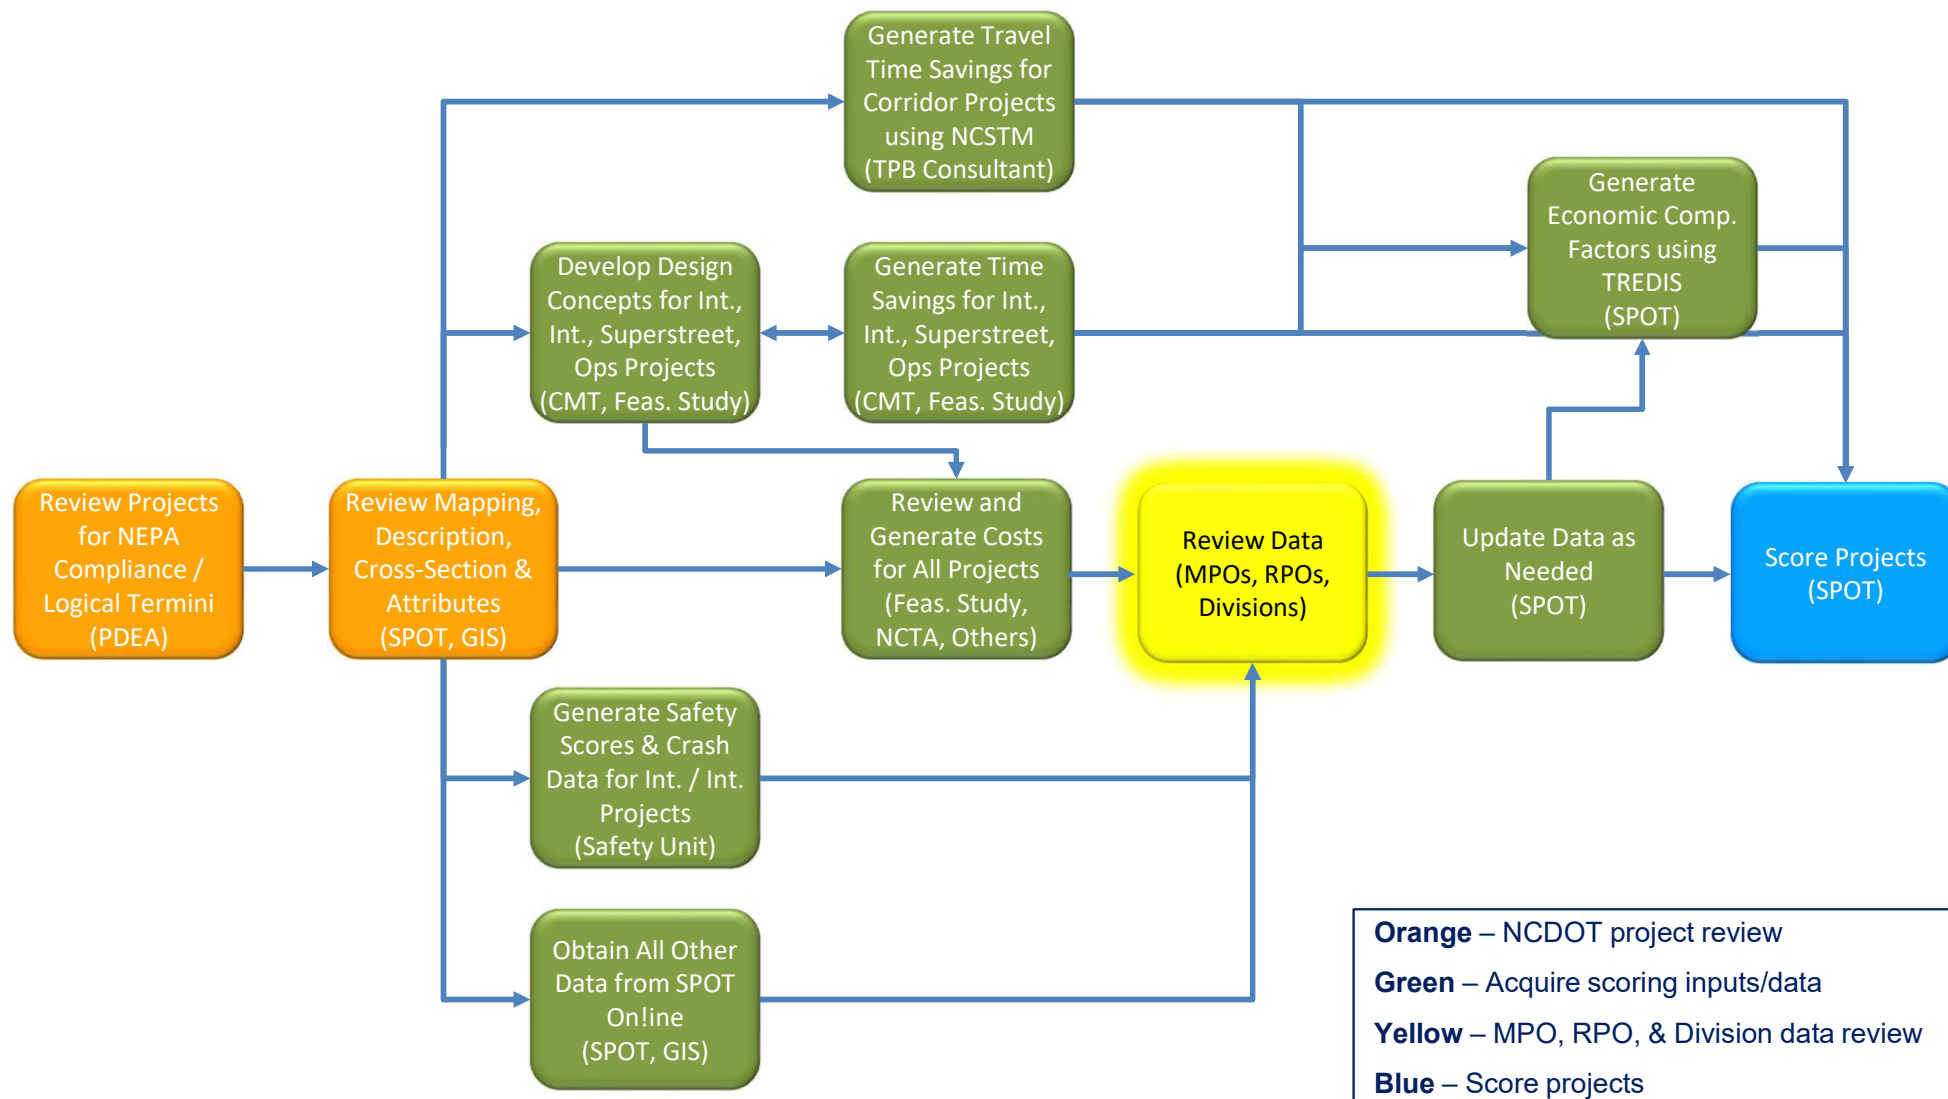 Generate Travel
Time Savings for
Corridor Projects
using NCSTM
(TPB Consultant)
Generate
Economic Comp.
Factors using
TREDIS
(SPOT)
Develop Design
Concepts for Int.,
Int., Superstreet,
Ops Projects
(CMT, Feas. Study)
Generate Time
Savings for Int.,
Int., Superstreet,
Ops Projects
(CMT, Feas. Study)
Review Projects
for NEPA
Compliance /
Logical Termini
(PDEA)
Review Mapping,
Description,
Cross-Section &
Attributes
(SPOT, GIS)
Review and
Generate Costs
for All Projects
(Feas. Study,
NCTA, Others)
Review Data
(MPOs, RPOs,
Divisions)
Update Data as
Needed
(SPOT)
Score Projects
(SPOT)
Generate Safety
Scores & Crash
Data for Int. / Int.
Projects
(Safety Unit)
Obtain All Other
Data from SPOT
On!ine
(SPOT, GIS)
Orange – NCDOT project review
Green – Acquire scoring inputs/data
Yellow – MPO, RPO, & Division data review
Blue – Score projects